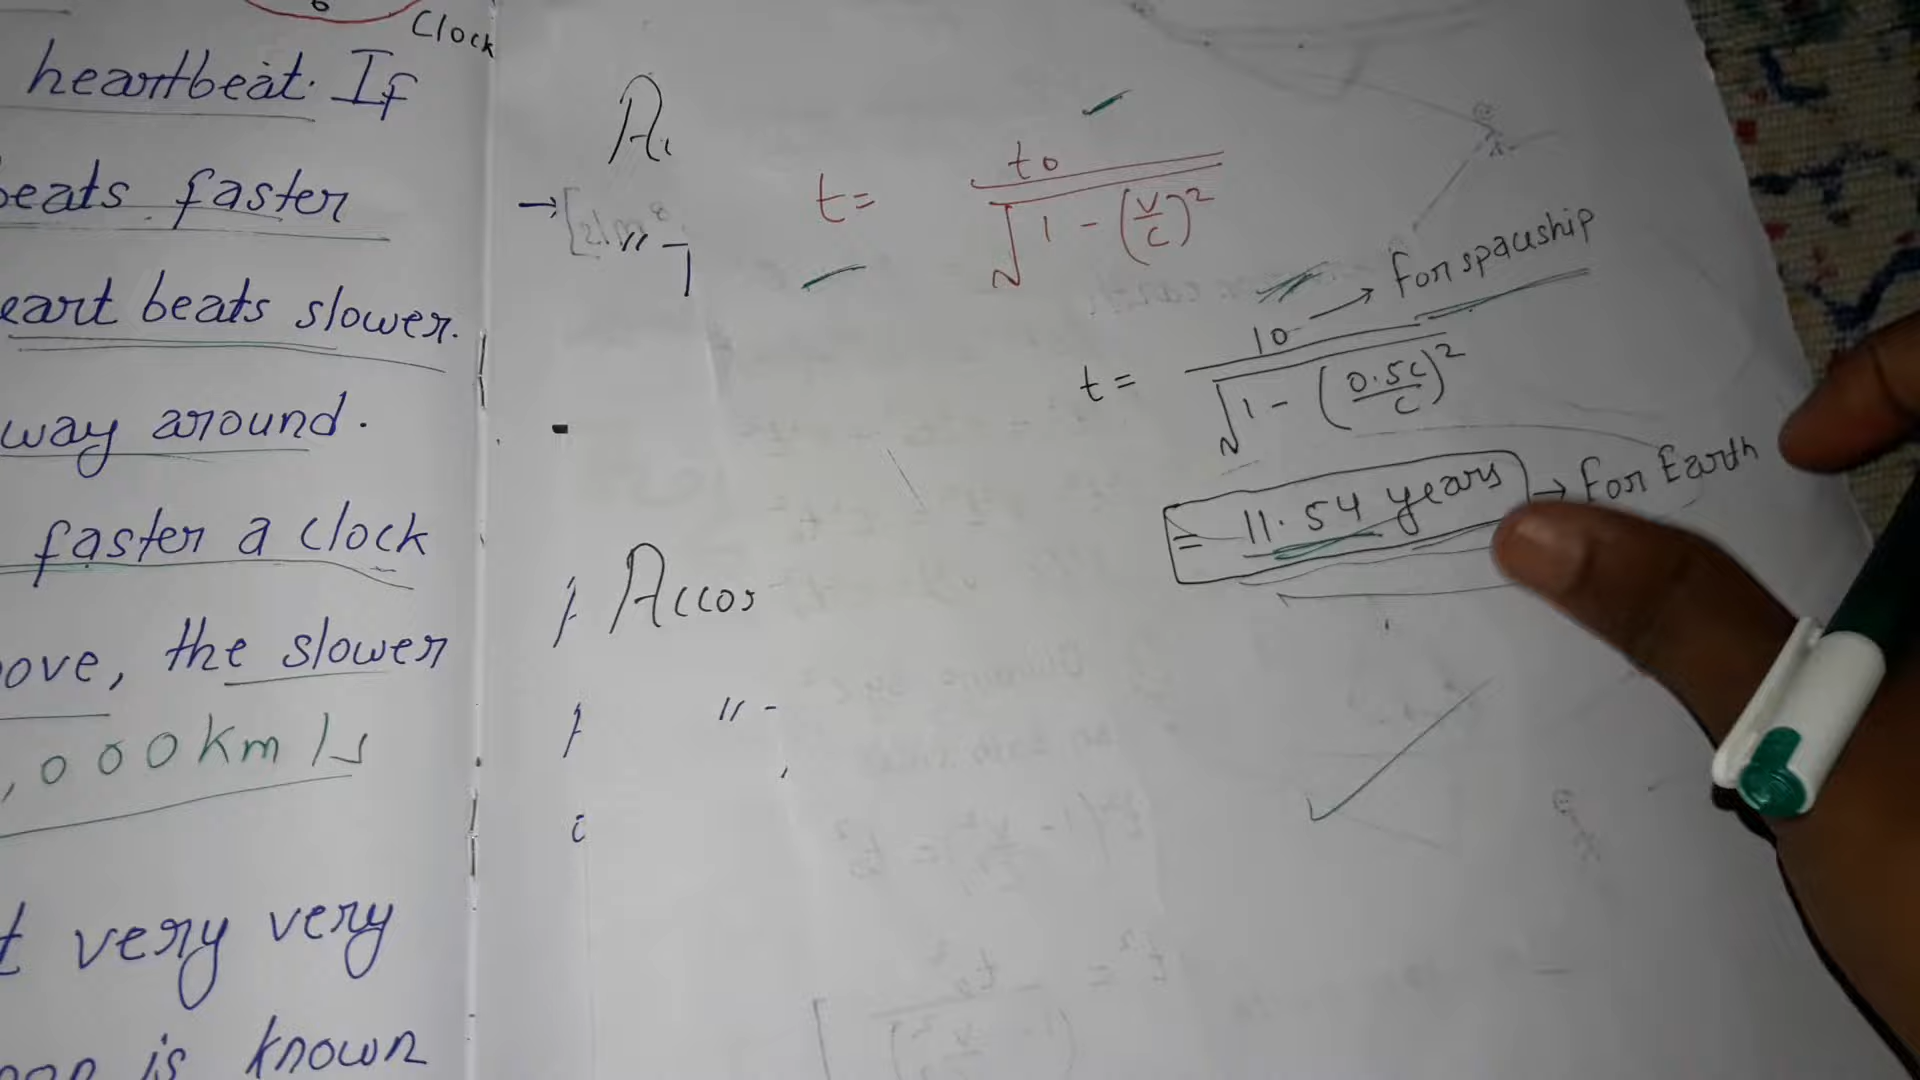 Clock
heartbeat. If
beats faster
eart beats slower.
way around.
faster a clock
ove, the slower
,000km/s
t very very
is known
t = t0 / √(1 - (v/c)²)
t = 10 / √(1 - (0.5c/c)²)
→ For spaceship
= 11.54 years → For Earth
Accor